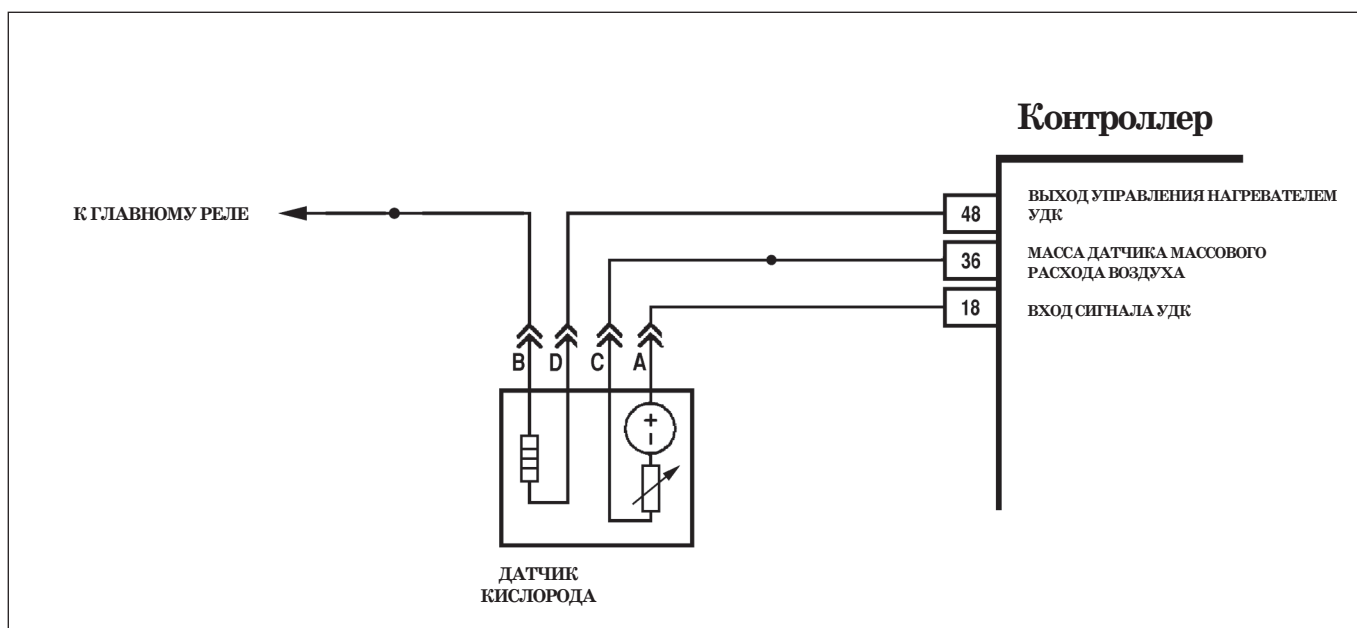 Контроллер
К ГЛАВНОМУ РЕЛЕ
48
ВЫХОД УПРАВЛЕНИЯ НАГРЕВАТЕЛЕМ
УДК
36
МАССА ДАТЧИКА МАССОВОГО
РАСХОДА ВОЗДУХА
18
ВХОД СИГНАЛА УДК
B D C A
+
−
ДАТЧИК
КИСЛОРОДА